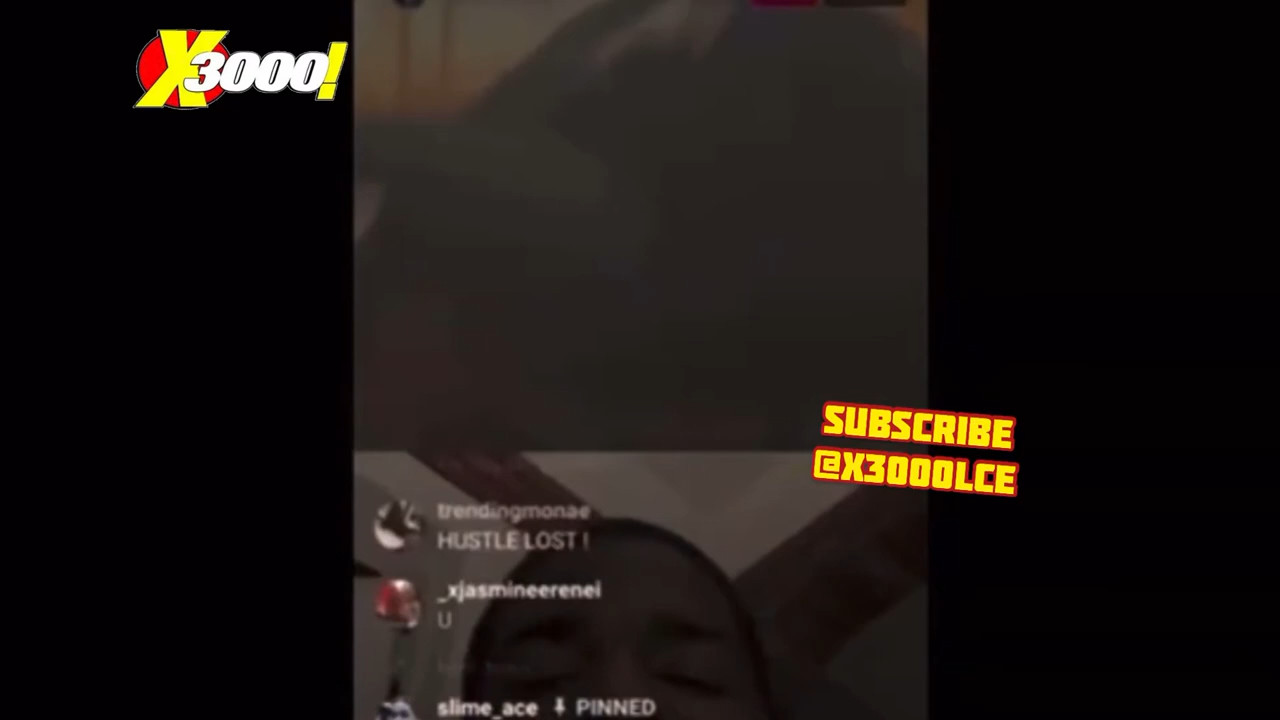 X3000!
SUBSCRIBE
@X3000LCE
trendingmonae
HUSTLE LOST !
_xjasmineerenei
U
slime_ace PINNED